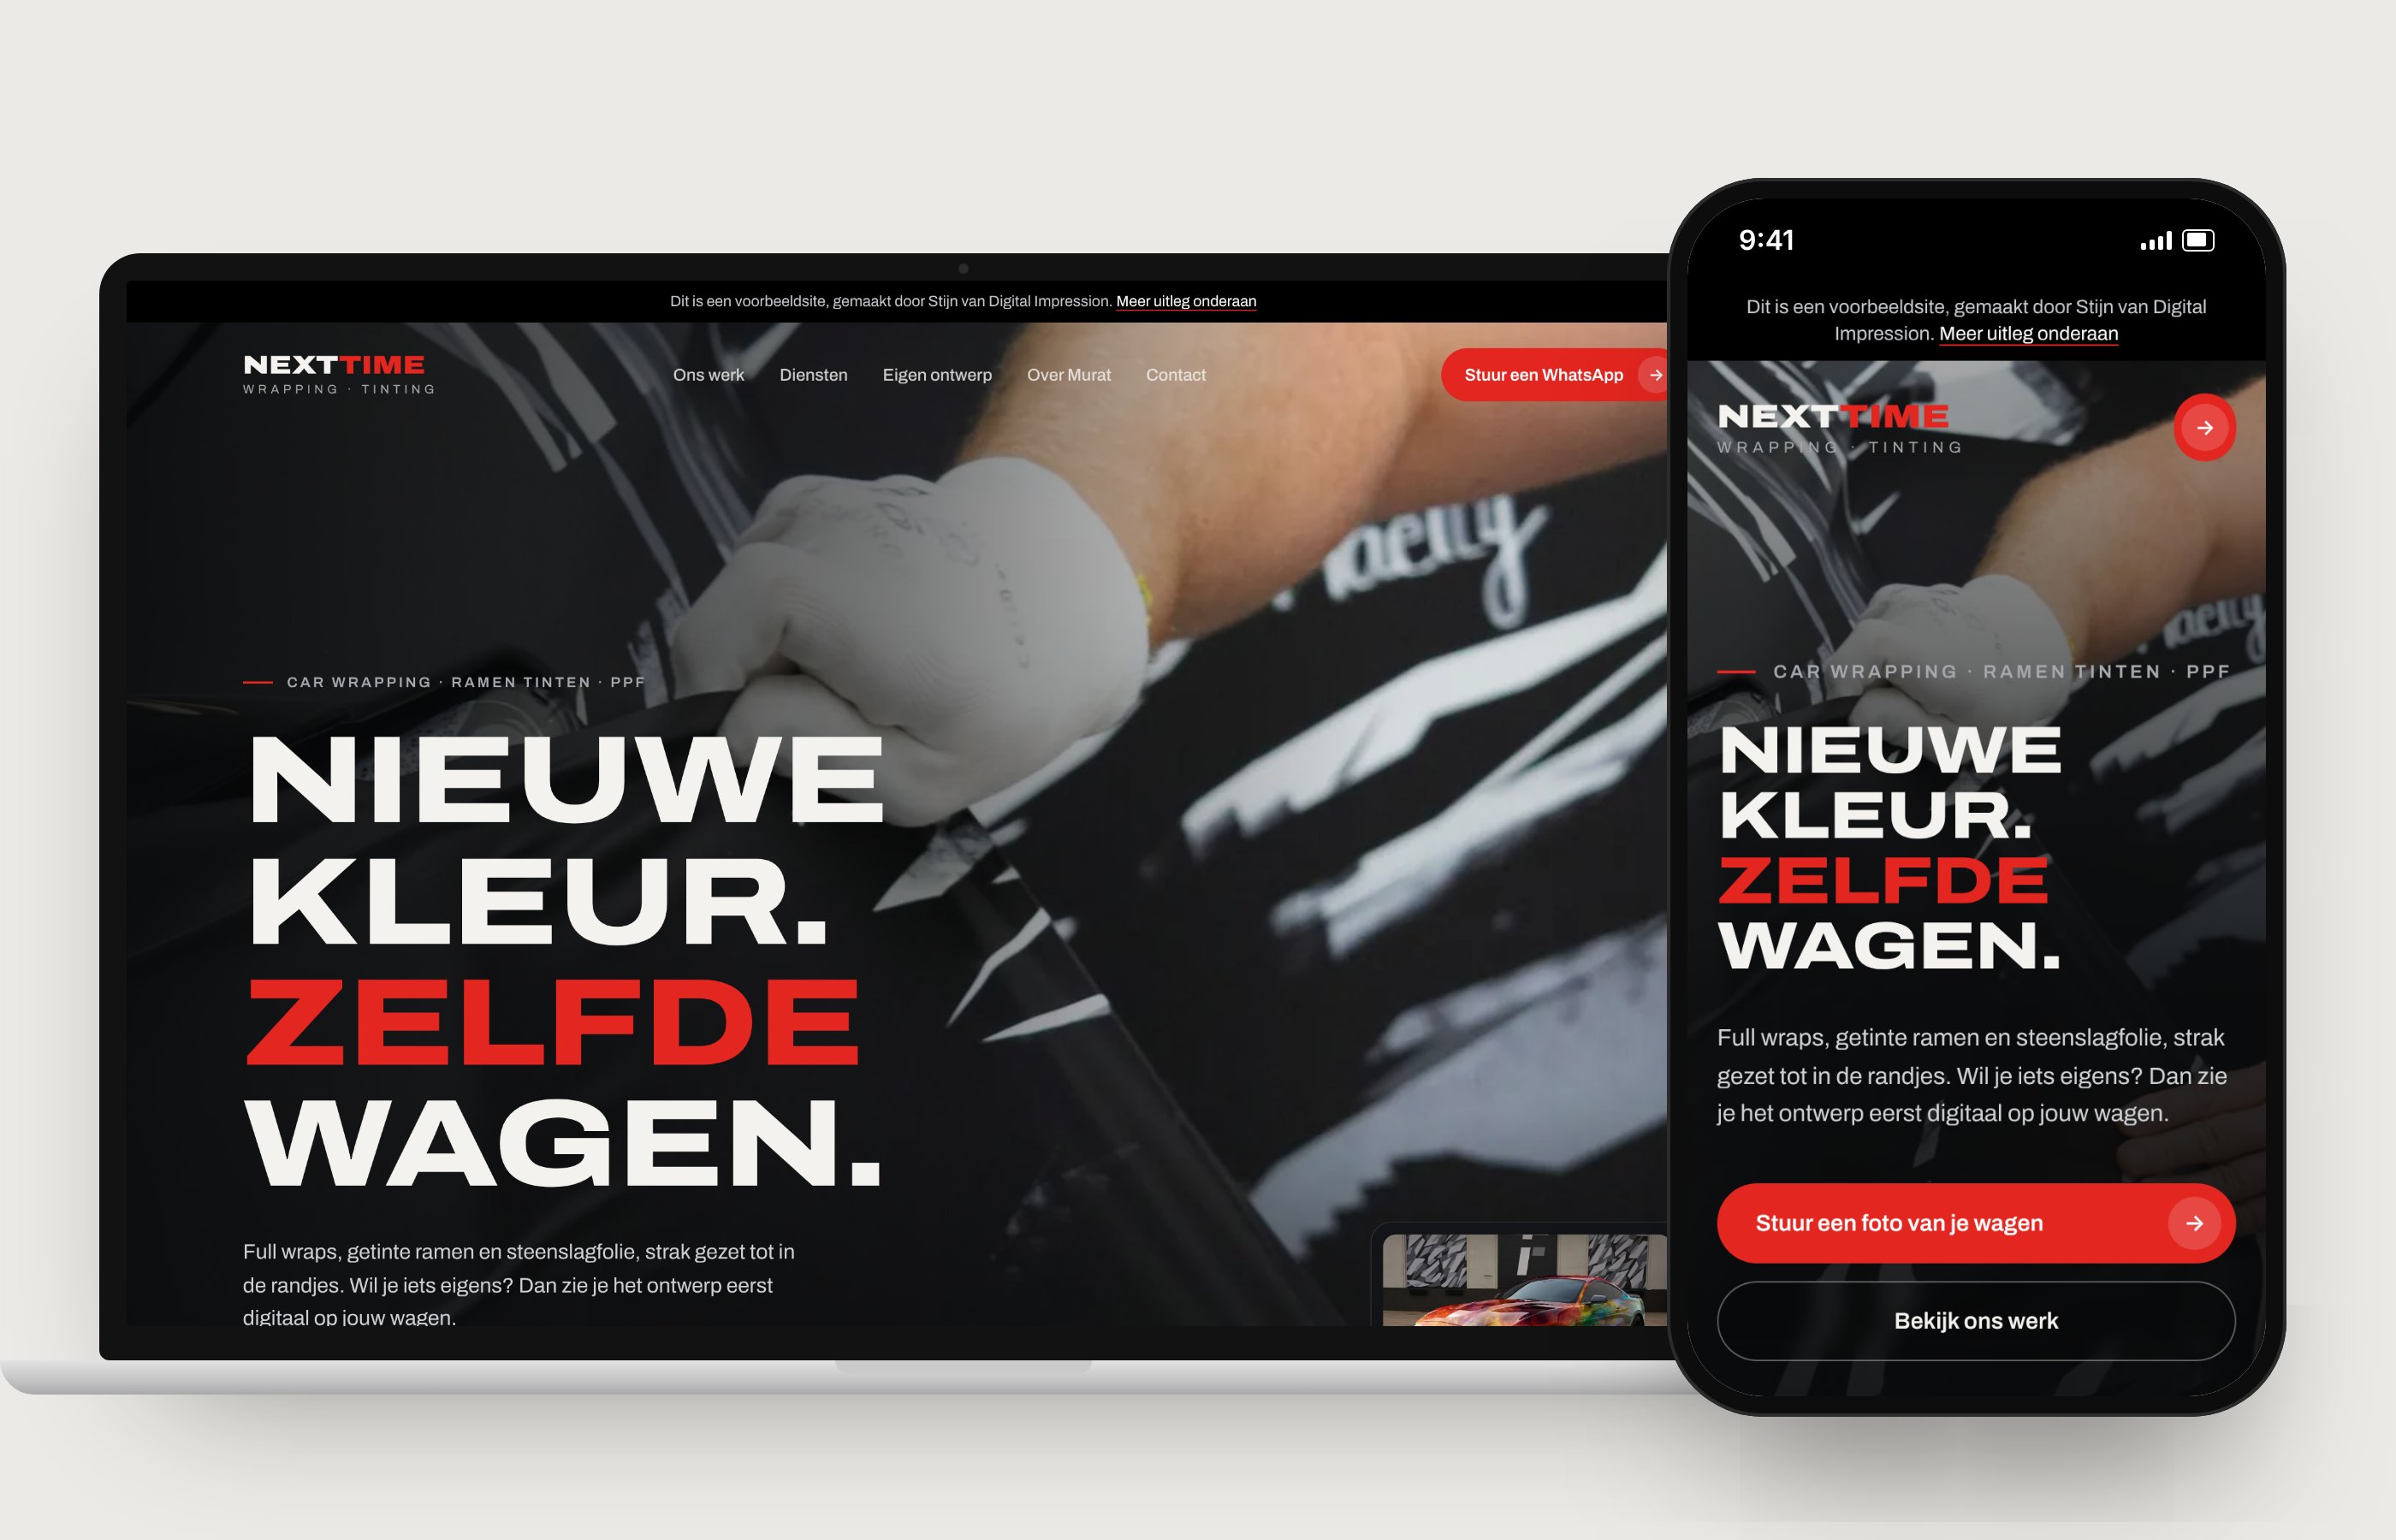 Dit is een voorbeeldsite, gemaakt door Stijn van Digital Impression. Meer uitleg onderaan
NEXTTIME
WRAPPING · TINTING
Ons werk
Diensten
Eigen ontwerp
Over Murat
Contact
Stuur een WhatsApp
CAR WRAPPING · RAMEN TINTEN · PPF
NIEUWE
KLEUR.
ZELFDE
WAGEN.
Full wraps, getinte ramen en steenslagfolie, strak gezet tot in
de randjes. Wil je iets eigens? Dan zie je het ontwerp eerst
digitaal op jouw wagen.
9:41
Dit is een voorbeeldsite, gemaakt door Stijn van Digital
Impression. Meer uitleg onderaan
NEXTTIME
WRAPPING · TINTING
CAR WRAPPING · RAMEN TINTEN · PPF
NIEUWE
KLEUR.
ZELFDE
WAGEN.
Full wraps, getinte ramen en steenslagfolie, strak
gezet tot in de randjes. Wil je iets eigens? Dan zie
je het ontwerp eerst digitaal op jouw wagen.
Stuur een foto van je wagen
Bekijk ons werk